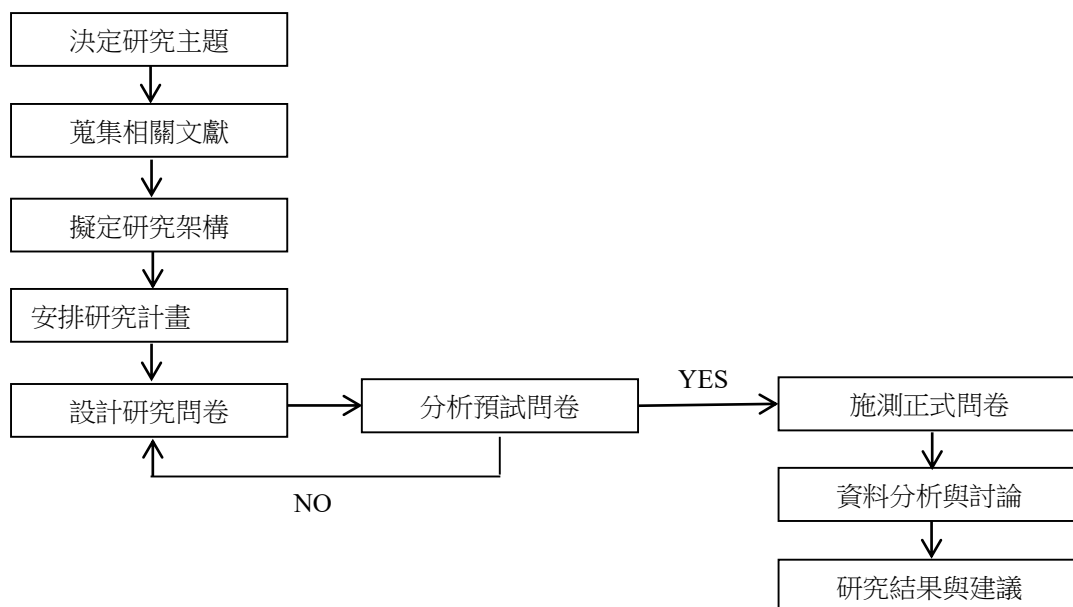 決定研究主題
蒐集相關文獻
擬定研究架構
安排研究計畫
設計研究問卷
分析預試問卷
YES
NO
施測正式問卷
資料分析與討論
研究結果與建議